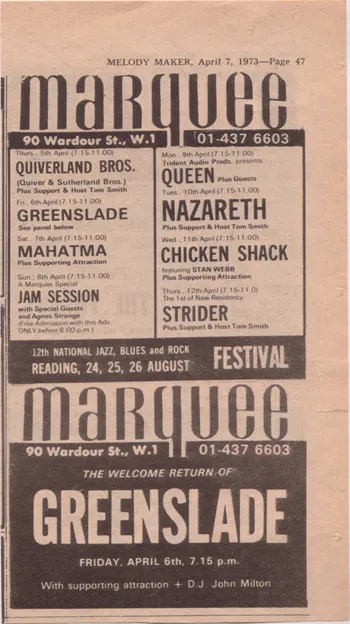 MELODY MAKER, April 7, 1973—Page 47
marquee
90 Wardour St., W.1 01-437 6603
Thurs., 5th April (7.15-11.00)
QUIVERLAND BROS.
(Quiver & Sutherland Bros.)
Plus Support & Host Tom Smith
Fri., 6th April (7.15-11.00)
GREENSLADE
See panel below
Sat., 7th April (7.15-11.00)
MAHATMA
Plus Supporting Attraction
Sun., 8th April (7.15-11.00)
A Marquee Special
JAM SESSION
with Special Guests
and Agnes Strange
(Free Admission with this Adv.
ONLY before 8.00 p.m.)
Mon., 9th April (7.15-11.00)
Trident Audio Prods. presents
QUEEN Plus Guests
Tues., 10th April (7.15-11.00)
NAZARETH
Plus Support & Host Tom Smith
Wed., 11th April (7.15-11.00)
CHICKEN SHACK
featuring STAN WEBB
Plus Supporting Attraction
Thurs., 12th April (7.15-11.0)
The 1st of New Residency
STRIDER
Plus Support & Host Tom Smith
12th NATIONAL JAZZ, BLUES and ROCK
READING, 24, 25, 26 AUGUST
FESTIVAL
marquee
90 Wardour St., W.1 01-437 6603
THE WELCOME RETURN OF
GREENSLADE
FRIDAY, APRIL 6th, 7.15 p.m.
With supporting attraction + D.J. John Milton